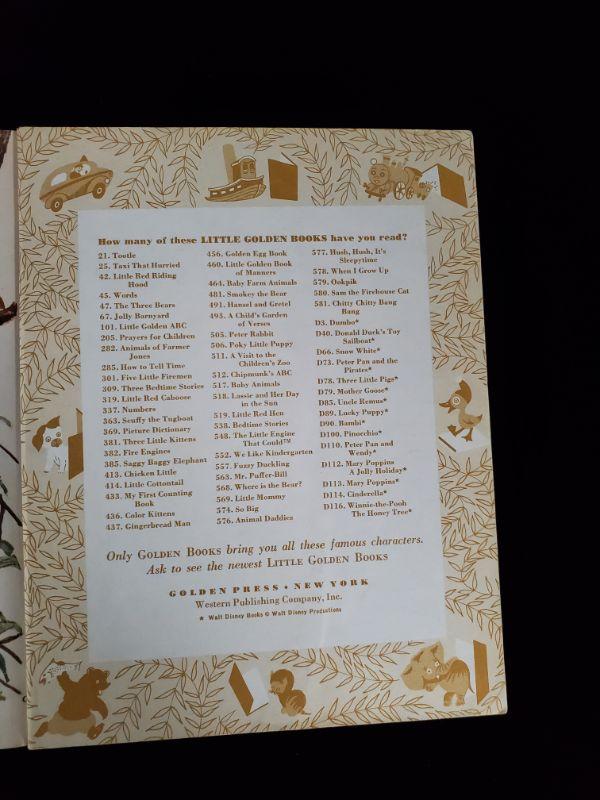 How many of these LITTLE GOLDEN BOOKS have you read?
21. Tootle
25. Taxi That Hurried
42. Little Red Riding
Hood
45. Words
47. The Three Bears
67. Jolly Barnyard
101. Little Golden ABC
205. Prayers for Children
282. Animals of Farmer
Jones
285. How to Tell Time
301. Five Little Firemen
309. Three Bedtime Stories
319. Little Red Caboose
337. Numbers
363. Scuffy the Tugboat
369. Picture Dictionary
381. Three Little Kittens
382. Fire Engines
385. Saggy Baggy Elephant
413. Chicken Little
414. Little Cottontail
433. My First Counting
Book
436. Color Kittens
437. Gingerbread Man
456. Golden Egg Book
460. Little Golden Book
of Manners
464. Baby Farm Animals
481. Smokey the Bear
491. Hansel and Gretel
493. A Child's Garden
of Verses
505. Peter Rabbit
506. Poky Little Puppy
511. A Visit to the
Children's Zoo
512. Chipmunk's ABC
517. Baby Animals
518. Lassie and Her Day
in the Sun
519. Little Red Hen
538. Bedtime Stories
548. The Little Engine
That Could™
552. We Like Kindergarten
557. Fuzzy Duckling
563. Mr. Puffer-Bill
568. Where is the Bear?
569. Little Mommy
574. So Big
576. Animal Daddies
577. Hush, Hush, It's
Sleepytime
578. When I Grow Up
579. Ookpik
580. Sam the Firehouse Cat
581. Chitty Chitty Bang
Bang
D3. Dumbo*
D40. Donald Duck's Toy
Sailboat*
D66. Snow White*
D73. Peter Pan and the
Pirates*
D78. Three Little Pigs*
D79. Mother Goose*
D85. Uncle Remus*
D89. Lucky Puppy*
D90. Bambi*
D100. Pinocchio*
D110. Peter Pan and
Wendy*
D112. Mary Poppins
A Jolly Holiday*
D113. Mary Poppins*
D114. Cinderella*
D116. Winnie-the-Pooh
The Honey Tree*
Only GOLDEN BOOKS bring you all these famous characters.
Ask to see the newest LITTLE GOLDEN BOOKS
GOLDEN PRESS • NEW YORK
Western Publishing Company, Inc.
★ Walt Disney Books © Walt Disney Productions